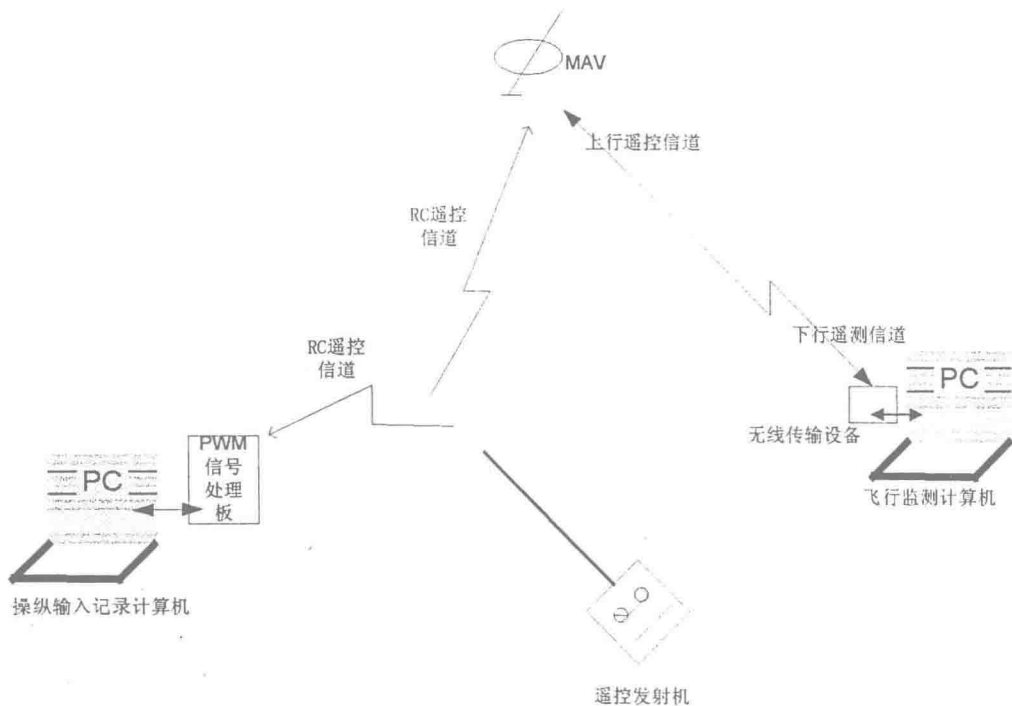 MAV
上行遥控信道
RC遥控
信道
下行遥测信道
RC遥控
信道
PC
无线传输设备
飞行监测计算机
PWM
信号
处理
板
PC
操纵输入记录计算机
遥控发射机